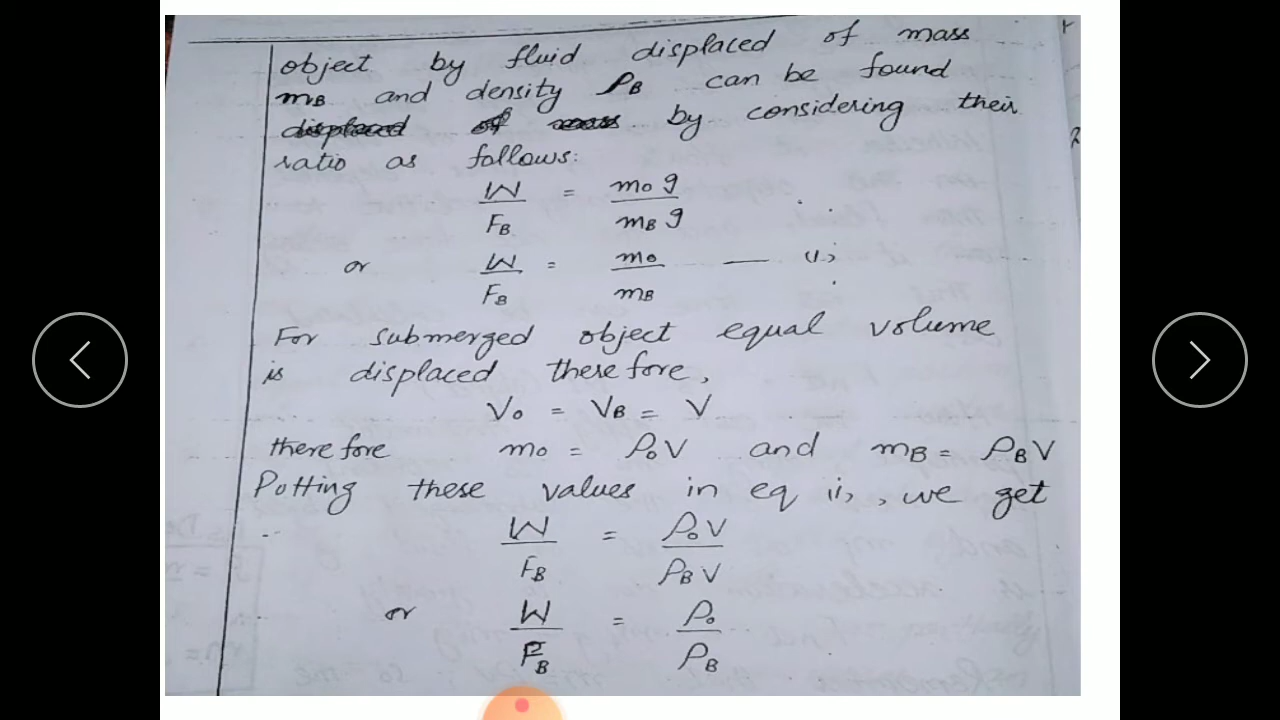 object by fluid displaced of mass
mB and density ρB can be found
displaced of mass by considering their
ratio as follows:
W/FB = mo g/mB g
or W/FB = mo/mB — (i)
For submerged object equal volume
is displaced there fore,
Vo = VB = V
there fore mo = ρoV and mB = ρBV
Potting these values in eq (i), we get
W/FB = ρoV/ρBV
or W/FB = ρo/ρB